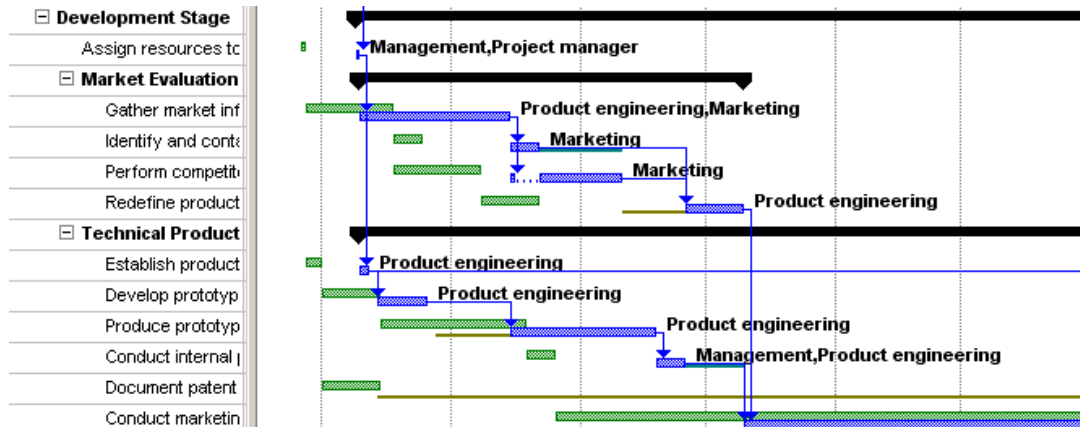 Development Stage
Assign resources to
Management,Project manager
Market Evaluation
Gather market inf
Product engineering,Marketing
Identify and conta
Marketing
Perform competiti
Marketing
Redefine product
Product engineering
Technical Product
Establish product
Product engineering
Develop prototyp
Product engineering
Produce prototyp
Product engineering
Conduct internal
Management,Product engineering
Document patent
Conduct marketin